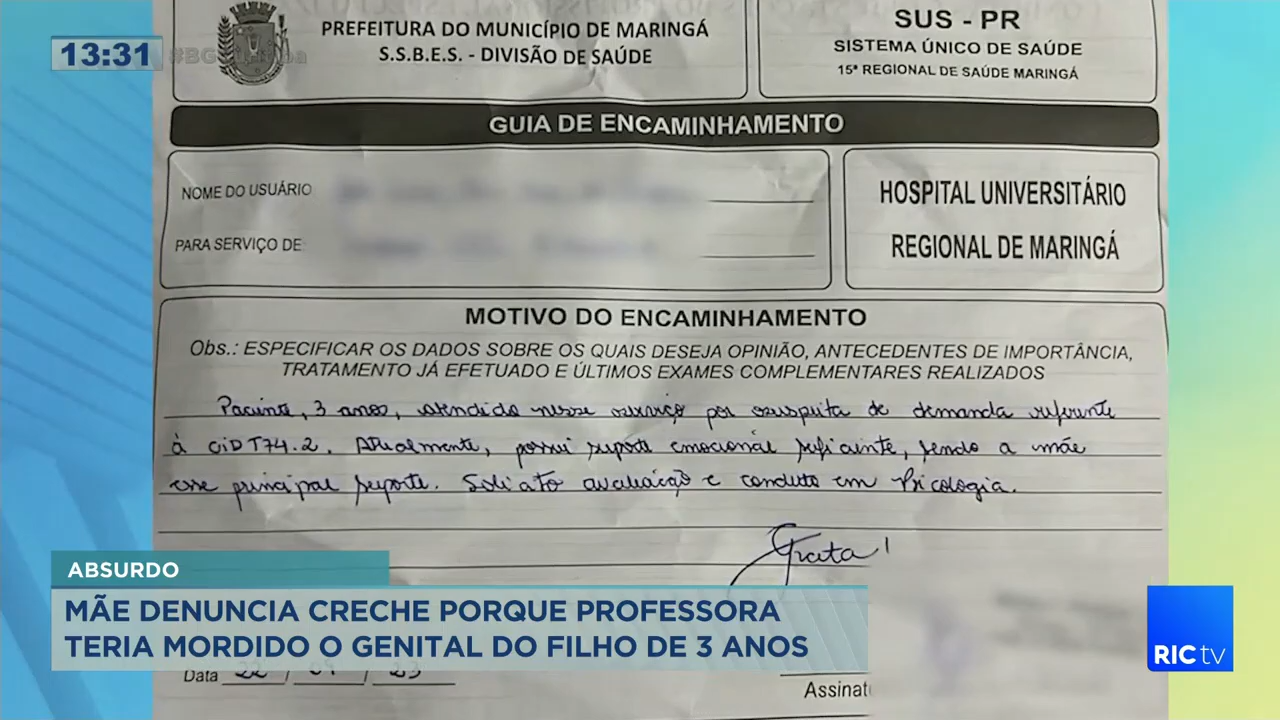 13:31
PREFEITURA DO MUNICÍPIO DE MARINGÁ
S.S.B.E.S. - DIVISÃO DE SAÚDE
SUS - PR
SISTEMA ÚNICO DE SAÚDE
15ª REGIONAL DE SAÚDE MARINGÁ
GUIA DE ENCAMINHAMENTO
NOME DO USUÁRIO
PARA SERVIÇO DE
HOSPITAL UNIVERSITÁRIO
REGIONAL DE MARINGÁ
MOTIVO DO ENCAMINHAMENTO
Obs.: ESPECIFICAR OS DADOS SOBRE OS QUAIS DESEJA OPINIÃO, ANTECEDENTES DE IMPORTÂNCIA,
TRATAMENTO JÁ EFETUADO E ÚLTIMOS EXAMES COMPLEMENTARES REALIZADOS
Paciente, 3 anos, atendido nesse serviço por suspeita de demanda referente
à CID T74.2. Atualmente, possui suporte emocional suficiente, sendo a mãe
esse principal suporte. Solicito avaliação e conduta em Psicologia.
Grata!
ABSURDO
MÃE DENUNCIA CRECHE PORQUE PROFESSORA
TERIA MORDIDO O GENITAL DO FILHO DE 3 ANOS
RIC tv
Data 22 / 09 / 23
Assinat